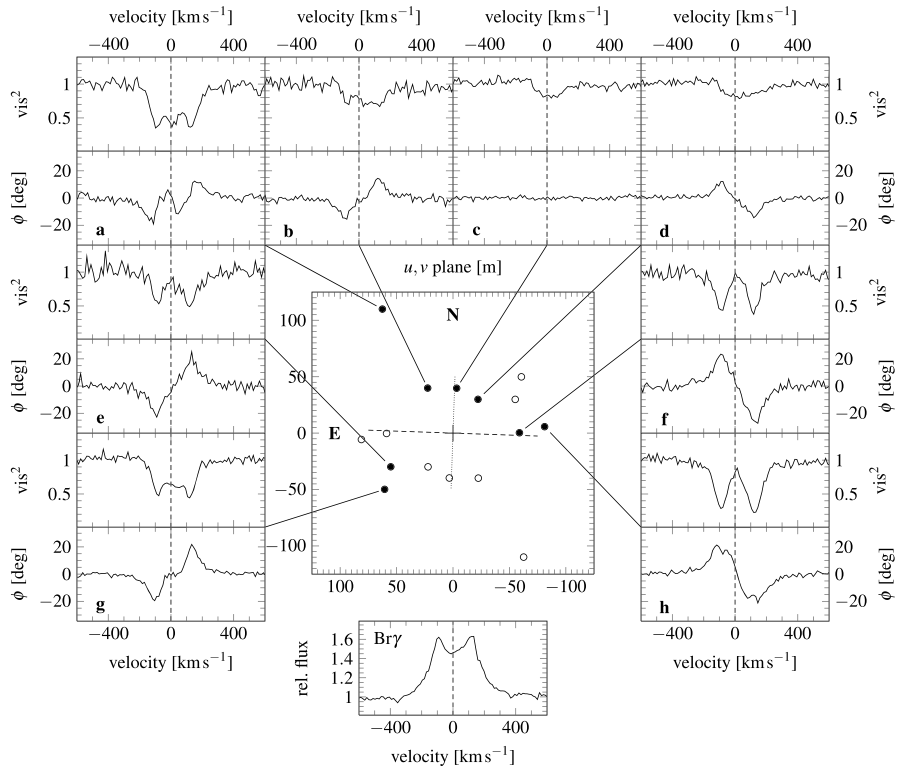 velocity [km s⁻¹] velocity [km s⁻¹] velocity [km s⁻¹] velocity [km s⁻¹]
−400 0 400 −400 0 400 −400 0 400 −400 0 400
vis² 1 0.5 1 0.5 vis²
ϕ [deg] 20 0 −20 a b c d 20 0 −20 ϕ [deg]
vis² 1 0.5 u, v plane [m] 1 0.5 vis²
ϕ [deg] 20 0 −20 e f 20 0 −20 ϕ [deg]
vis² 1 0.5 1 0.5 vis²
ϕ [deg] 20 0 −20 g h 20 0 −20 ϕ [deg]
N
E
100
50
0
−50
−100
100 50 0 −50 −100
−400 0 400 −400 0 400
velocity [km s⁻¹] velocity [km s⁻¹]
Brγ
rel. flux
1.6
1.4
1.2
1
−400 0 400
velocity [km s⁻¹]